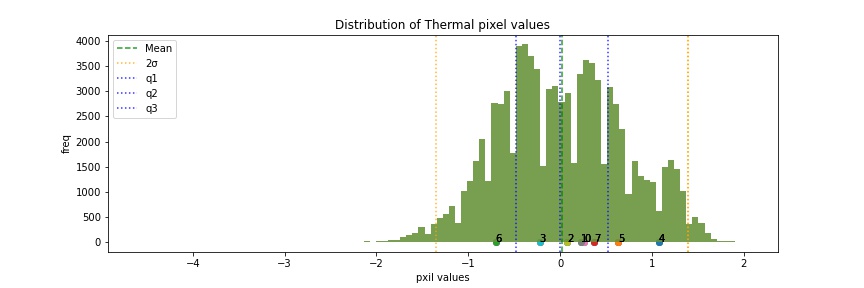 Distribution of Thermal pixel values
Mean
2σ
q1
q2
q3
freq
4000
3500
3000
2500
2000
1500
1000
500
0
6 3 2 10 7 5 4
−4 −3 −2 −1 0 1 2
pxil values